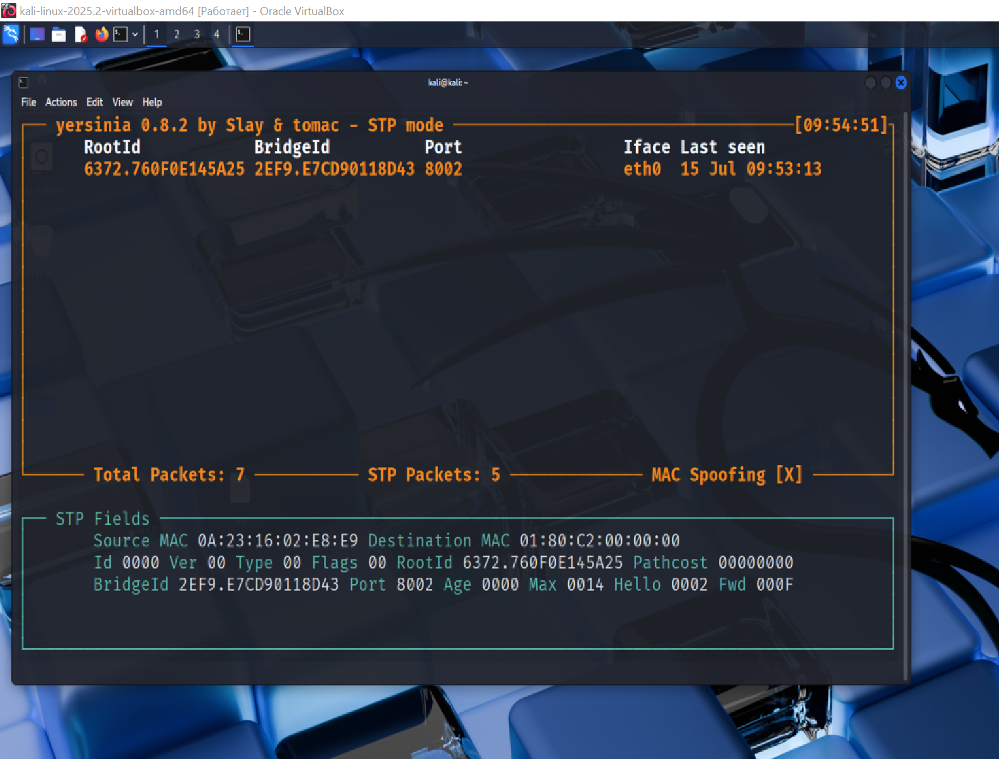 kali-linux-2025.2-virtualbox-amd64 [Работает] - Oracle VirtualBox
1 2 3 4
kali@kali: ~
File Actions Edit View Help
yersinia 0.8.2 by Slay & tomac - STP mode [09:54:51]
RootId BridgeId Port Iface Last seen
6372.760F0E145A25 2EF9.E7CD90118D43 8002 eth0 15 Jul 09:53:13
File System
Trash
Total Packets: 7 STP Packets: 5 MAC Spoofing [X]
STP Fields
Source MAC 0A:23:16:02:E8:E9 Destination MAC 01:80:C2:00:00:00
Id 0000 Ver 00 Type 00 Flags 00 RootId 6372.760F0E145A25 Pathcost 00000000
BridgeId 2EF9.E7CD90118D43 Port 8002 Age 0000 Max 0014 Hello 0002 Fwd 000F